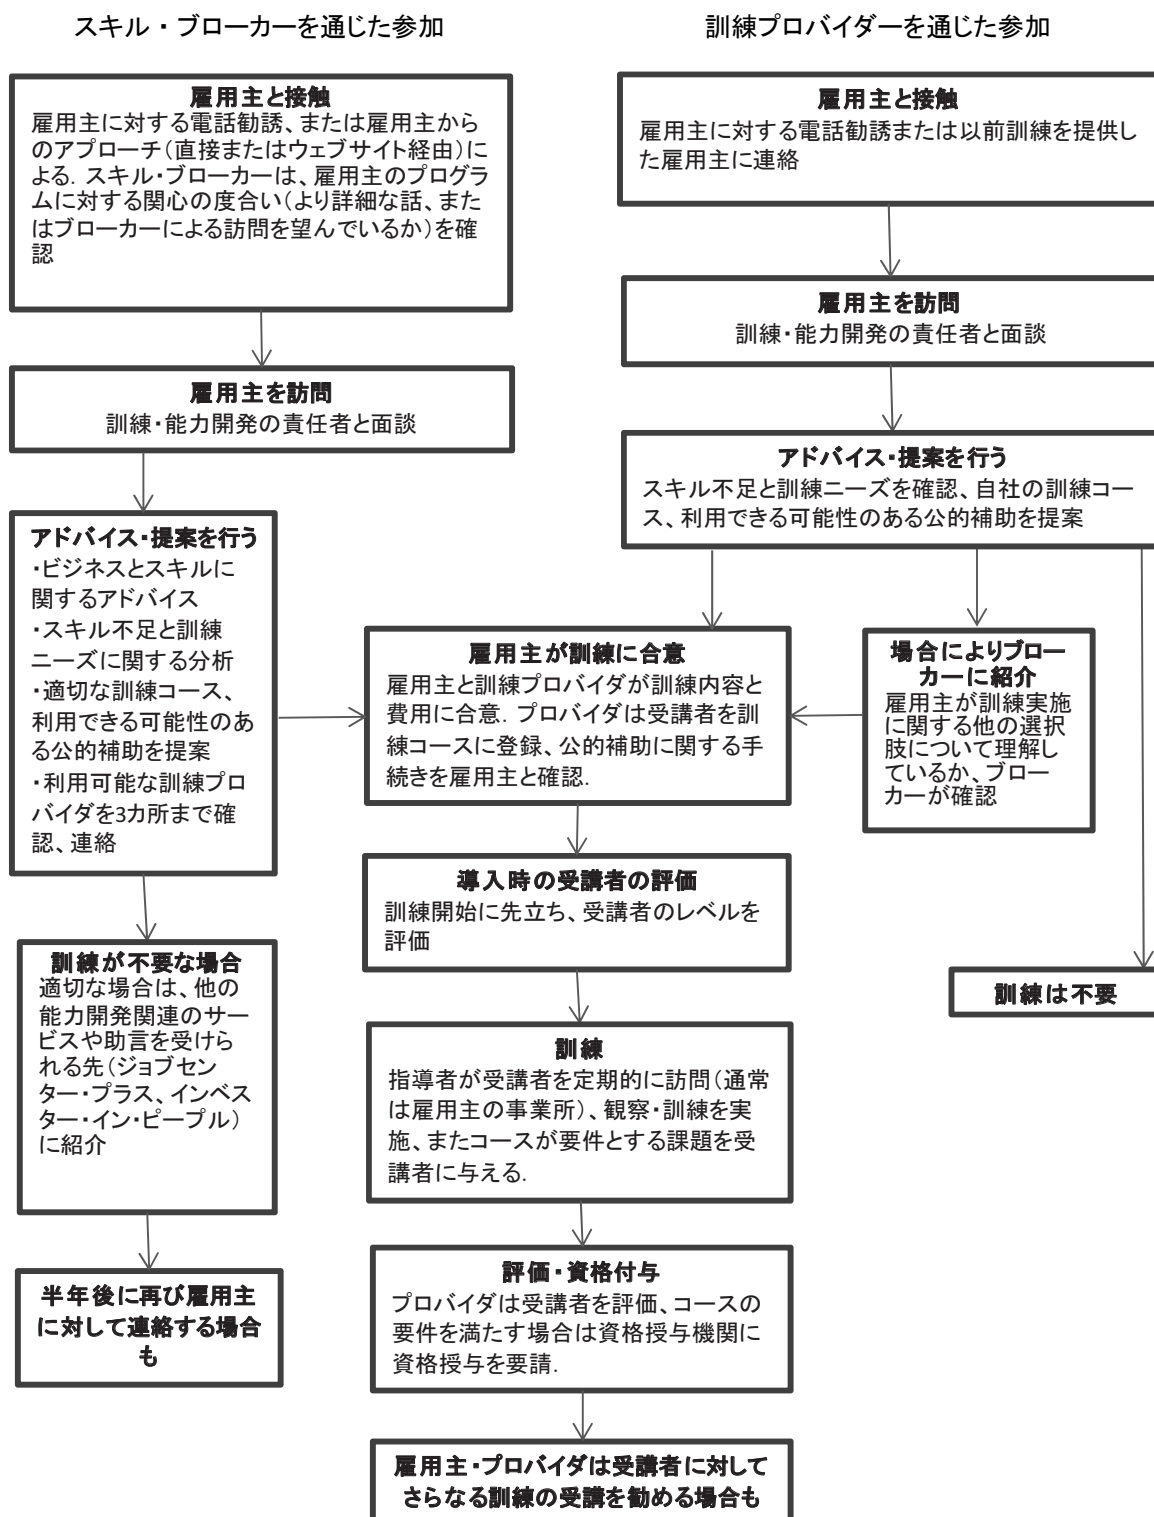 スキル・ブローカーを通じた参加
雇用主と接触
雇用主に対する電話勧誘、または雇用主から
のアプローチ(直接またはウェブサイト経由)に
よる. スキル・ブローカーは、雇用主のプログラ
ムに対する関心の度合い(より詳細な話、また
はブローカーによる訪問を望んでいるか)を確
認
雇用主を訪問
訓練・能力開発の責任者と面談
アドバイス・提案を行う
・ビジネスとスキルに
関するアドバイス
・スキル不足と訓練
ニーズに関する分析
・適切な訓練コース、
利用できる可能性のあ
る公的補助を提案
・利用可能な訓練プロ
バイダを3カ所まで確
認、連絡
訓練が不要な場合
適切な場合は、他の
能力開発関連のサー
ビスや助言を受けら
れる先(ジョブセン
ター・プラス、インベス
ター・イン・ピープル)
に紹介
半年後に再び雇用主
に対して連絡する場合
も
訓練プロバイダーを通じた参加
雇用主と接触
雇用主に対する電話勧誘または以前訓練を提供し
た雇用主に連絡
雇用主を訪問
訓練・能力開発の責任者と面談
アドバイス・提案を行う
スキル不足と訓練ニーズを確認、自社の訓練コー
ス、利用できる可能性のある公的補助を提案
場合によりブロー
カーに紹介
雇用主が訓練実施
に関する他の選択
肢について理解し
ているか、ブロー
カーが確認
訓練は不要
雇用主が訓練に合意
雇用主と訓練プロバイダが訓練内容と
費用に合意. プロバイダは受講者を訓
練コースに登録、公的補助に関する手
続きを雇用主と確認.
導入時の受講者の評価
訓練開始に先立ち、受講者のレベルを
評価
訓練
指導者が受講者を定期的に訪問(通常
は雇用主の事業所)、観察・訓練を実
施、またコースが要件とする課題を受
講者に与える.
評価・資格付与
プロバイダは受講者を評価、コースの
要件を満たす場合は資格授与機関に
資格授与を要請.
雇用主・プロバイダは受講者に対して
さらなる訓練の受講を勧める場合も